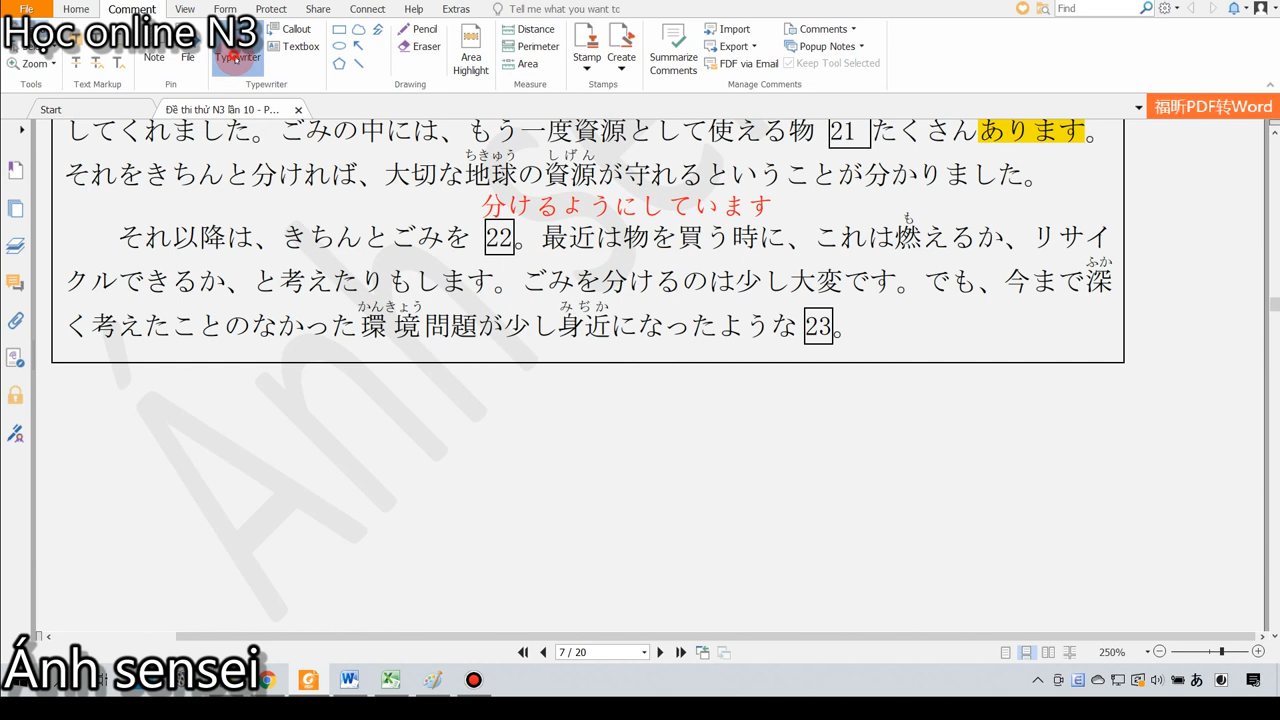 File Home Comment View Form Protect Share Connect Help Extras Tell me what you want to Find
Học online N3
Callout Pencil Distance Import Comments
Textbox Eraser Perimeter Export Popup Notes
Zoom Note File Typewriter Area Highlight Area Stamp Create Summarize Comments FDF via Email Keep Tool Selected
Tools Text Markup Pin Typewriter Drawing Measure Stamps Manage Comments
Start Đề thi thử N3 lần 10 - P... 福昕PDF转Word
してくれました。ごみの中には、もう一度資源として使える物 21 たくさんあります。
ちきゅう しげん
それをきちんと分ければ、大切な地球の資源が守れるということが分かりました。
分けるようにしています
も
それ以降は、きちんとごみを 22。最近は物を買う時に、これは燃えるか、リサイ
ふか
クルできるか、と考えたりもします。ごみを分けるのは少し大変です。でも、今まで深
かんきょう みぢか
く考えたことのなかった環境問題が少し身近になったような 23。
Ánh se
7 / 20 250%
Ánh sensei
あ